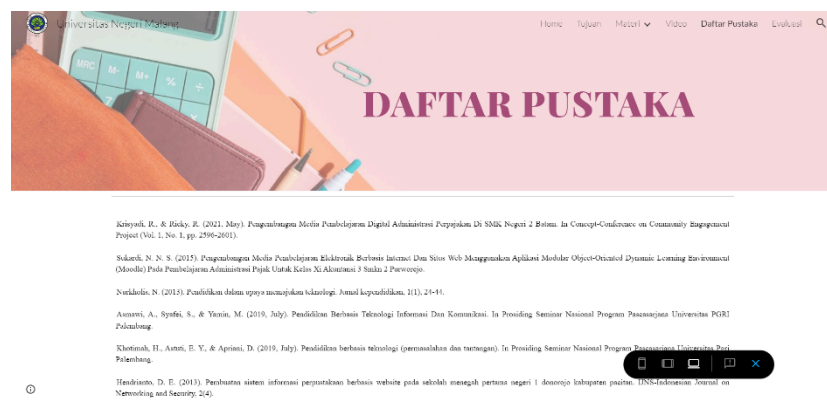 Universitas Negeri Malang
Home Tujuan Materi Video Daftar Pustaka Evaluasi
MRC M- M+ % ÷
7
DAFTAR PUSTAKA
Krisyadi, R., & Ricky, R. (2021, May). Pengembangan Media Pembelajaran Digital Administrasi Perpajakan Di SMK Negeri 2 Batam. In Concept-Conference on Community Engagement
Project (Vol. 1, No. 1, pp. 2596-2601).
Sukardi, N. N. S. (2015). Pengembangan Media Pembelajaran Elektronik Berbasis Internet Dan Situs Web Menggunakan Aplikasi Modular Object-Oriented Dynamic Learning Environment
(Moodle) Pada Pembelajaran Administrasi Pajak Untuk Kelas Xi Akuntansi 3 Smkn 2 Purworejo.
Nurkholis, N. (2013). Pendidikan dalam upaya memajukan teknologi. Jurnal kependidikan, 1(1), 24-44.
Asmawi, A., Syafei, S., & Yamin, M. (2019, July). Pendidikan Berbasis Teknologi Informasi Dan Komunikasi. In Prosiding Seminar Nasional Program Pascasarjana Universitas PGRI
Palembang.
Khotimah, H., Astuti, E. Y., & Apriani, D. (2019, July). Pendidikan berbasis teknologi (permasalahan dan tantangan). In Prosiding Seminar Nasional Program Pascasarjana Universitas Pgri
Palembang.
Hendrianto, D. E. (2013). Pembuatan sistem informasi perpustakaan berbasis website pada sekolah menegah pertama negeri 1 donorojo kabupaten pacitan. IJNS-Indonesian Journal on
Networking and Security, 2(4).